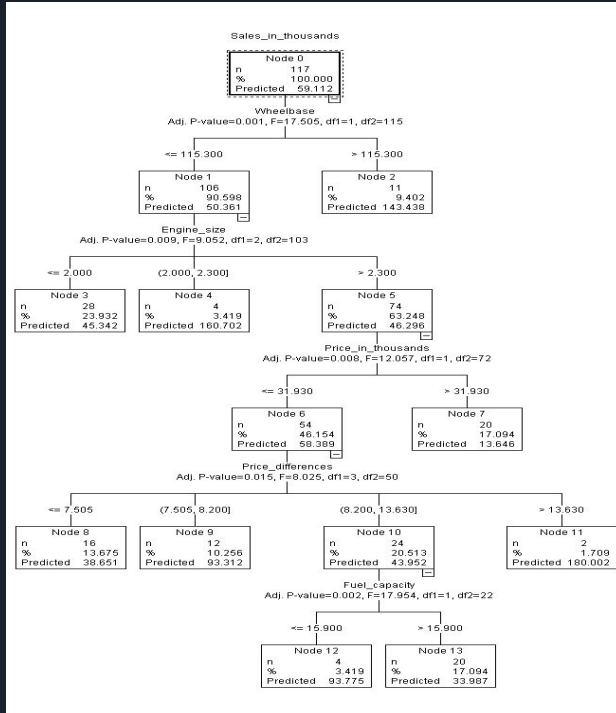 Sales_in_thousands
Node 0
n 117
% 100.000
Predicted 59.112
Wheelbase
Adj. P-value=0.001, F=17.505, df1=1, df2=115
<= 115.300
> 115.300
Node 1
n 106
% 90.598
Predicted 50.361
Node 2
n 11
% 9.402
Predicted 143.438
Engine_size
Adj. P-value=0.009, F=9.052, df1=2, df2=103
<= 2.000
(2.000, 2.300]
> 2.300
Node 3
n 28
% 23.932
Predicted 45.342
Node 4
n 4
% 3.419
Predicted 160.702
Node 5
n 74
% 63.248
Predicted 46.296
Price_in_thousands
Adj. P-value=0.008, F=12.057, df1=1, df2=72
<= 31.930
> 31.930
Node 6
n 54
% 46.154
Predicted 58.389
Node 7
n 20
% 17.094
Predicted 13.646
Price_differences
Adj. P-value=0.015, F=8.025, df1=3, df2=50
<= 7.505
(7.505, 8.200]
(8.200, 13.630]
> 13.630
Node 8
n 16
% 13.675
Predicted 38.651
Node 9
n 12
% 10.256
Predicted 93.312
Node 10
n 24
% 20.513
Predicted 43.952
Node 11
n 2
% 1.709
Predicted 180.002
Fuel_capacity
Adj. P-value=0.002, F=17.954, df1=1, df2=22
<= 15.900
> 15.900
Node 12
n 4
% 3.419
Predicted 93.775
Node 13
n 20
% 17.094
Predicted 33.987